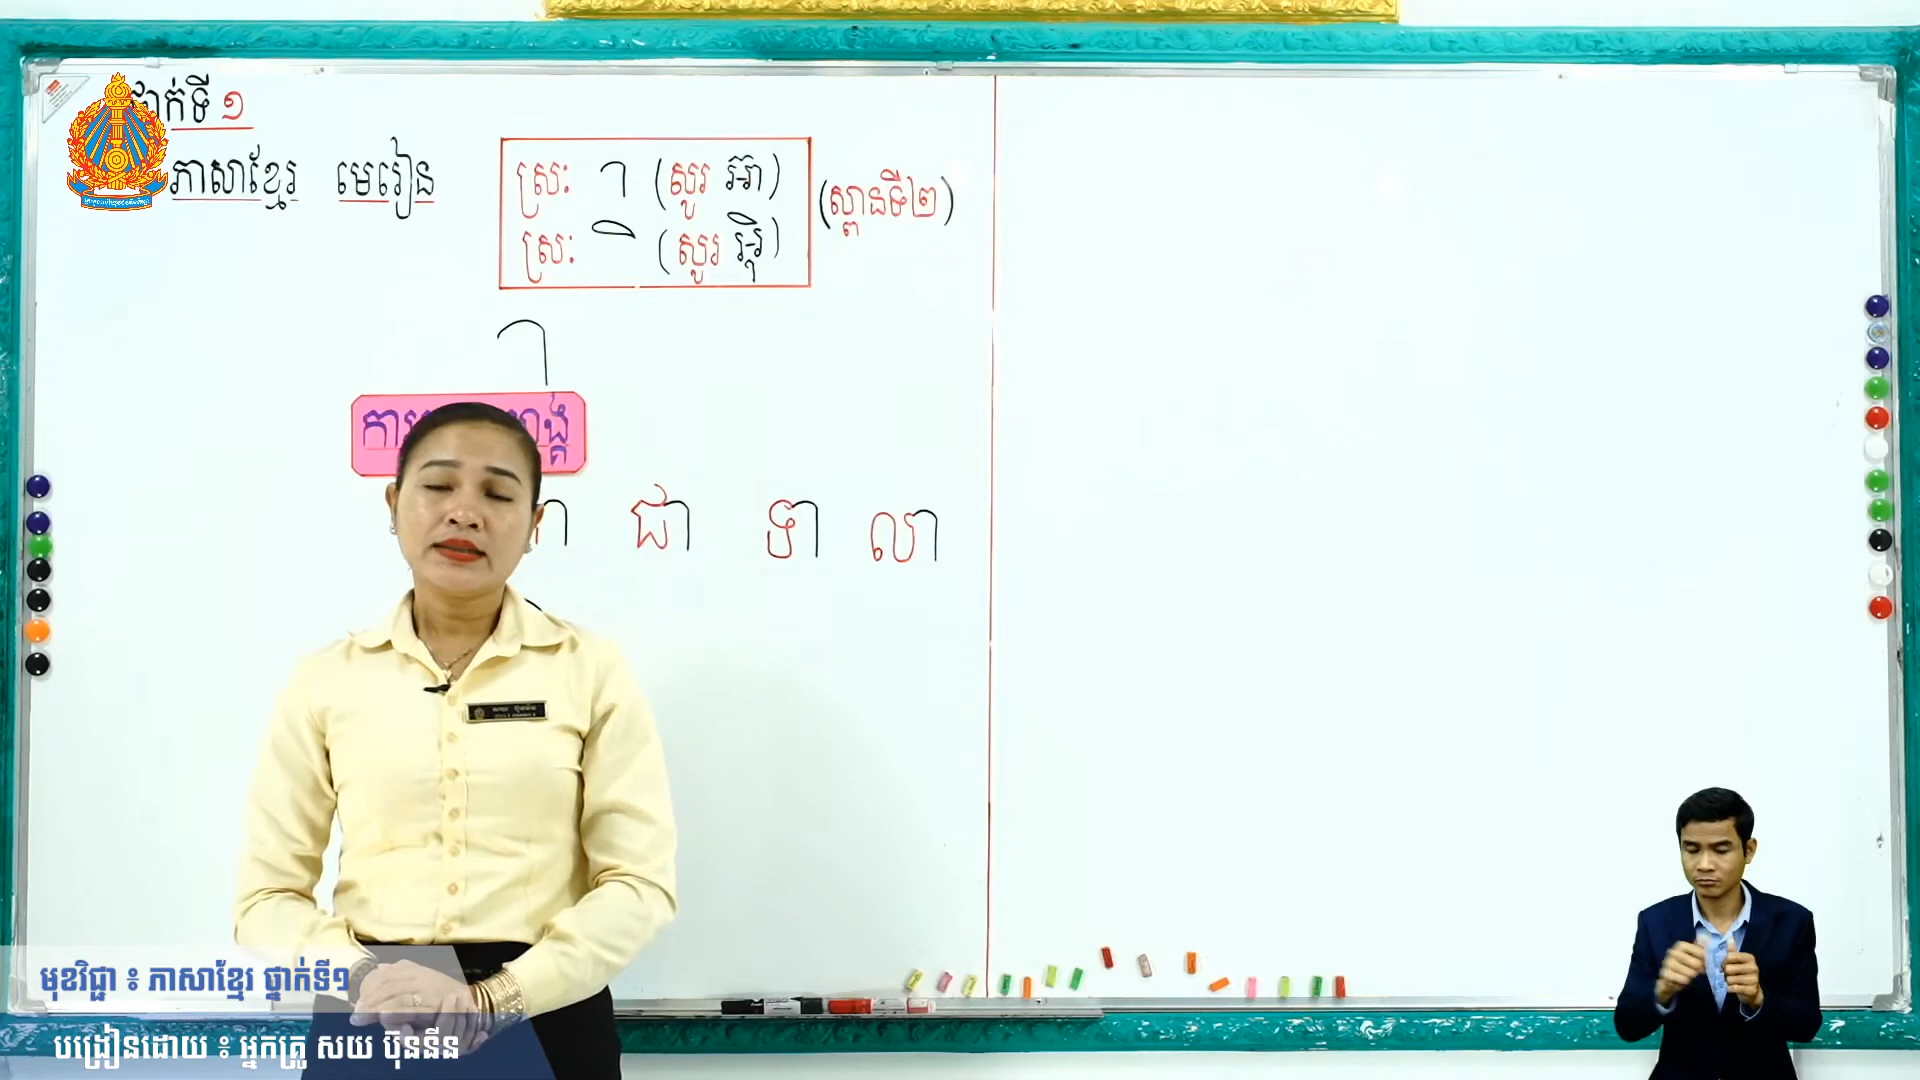 ថ្នាក់ទី ១
ភាសាខ្មែរ មេរៀន
ស្រៈ ា (សូរ អ៊ា)
ស្រៈ ិ (សូរ អ៊ិ)
(ស្ពានទី២)
ា
ជា ទា លា
មុខវិជ្ជា ៖ ភាសាខ្មែរ ថ្នាក់ទី១
បង្រៀនដោយ ៖ អ្នកគ្រូ សយ ប៊ុននីន